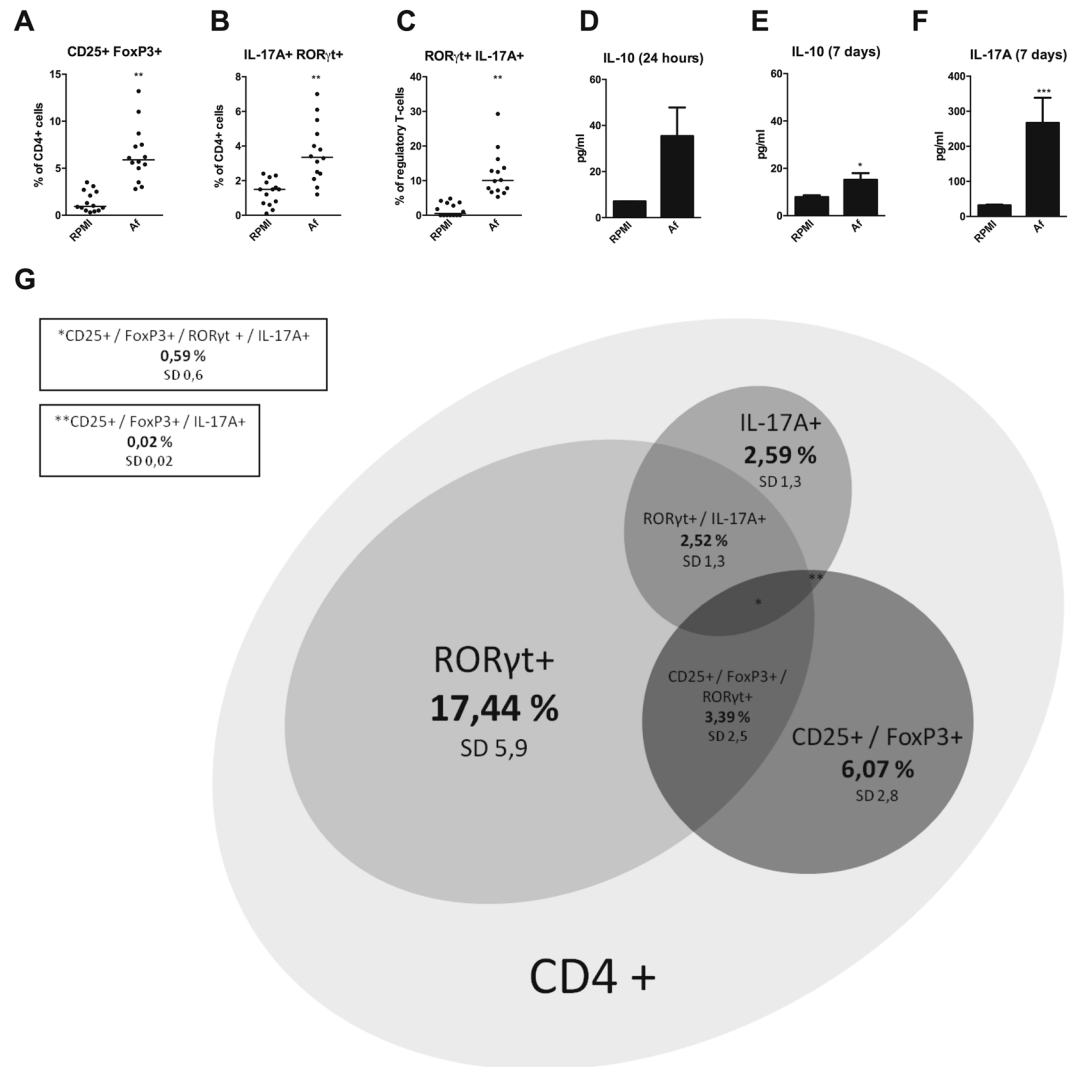 A
CD25+ FoxP3+
% of CD4+ cells
15
10
5
0
**
RPMI
Af
B
IL-17A+ RORγt+
% of CD4+ cells
8
6
4
2
0
**
RPMI
Af
C
RORγt+ IL-17A+
% of regulatory T-cells
40
30
20
10
0
**
RPMI
Af
D
IL-10 (24 hours)
pg/ml
60
40
20
0
RPMI
Af
E
IL-10 (7 days)
pg/ml
60
40
20
0
*
RPMI
Af
F
IL-17A (7 days)
pg/ml
400
300
200
100
0
***
RPMI
Af
G
*CD25+ / FoxP3+ / RORγt + / IL-17A+
0,59 %
SD 0,6
**CD25+ / FoxP3+ / IL-17A+
0,02 %
SD 0,02
IL-17A+
2,59 %
SD 1,3
RORγt+ / IL-17A+
2,52 %
SD 1,3
**
*
RORγt+
17,44 %
SD 5,9
CD25+ / FoxP3+ /
RORγt+
3,39 %
SD 2,5
CD25+ / FoxP3+
6,07 %
SD 2,8
CD4 +